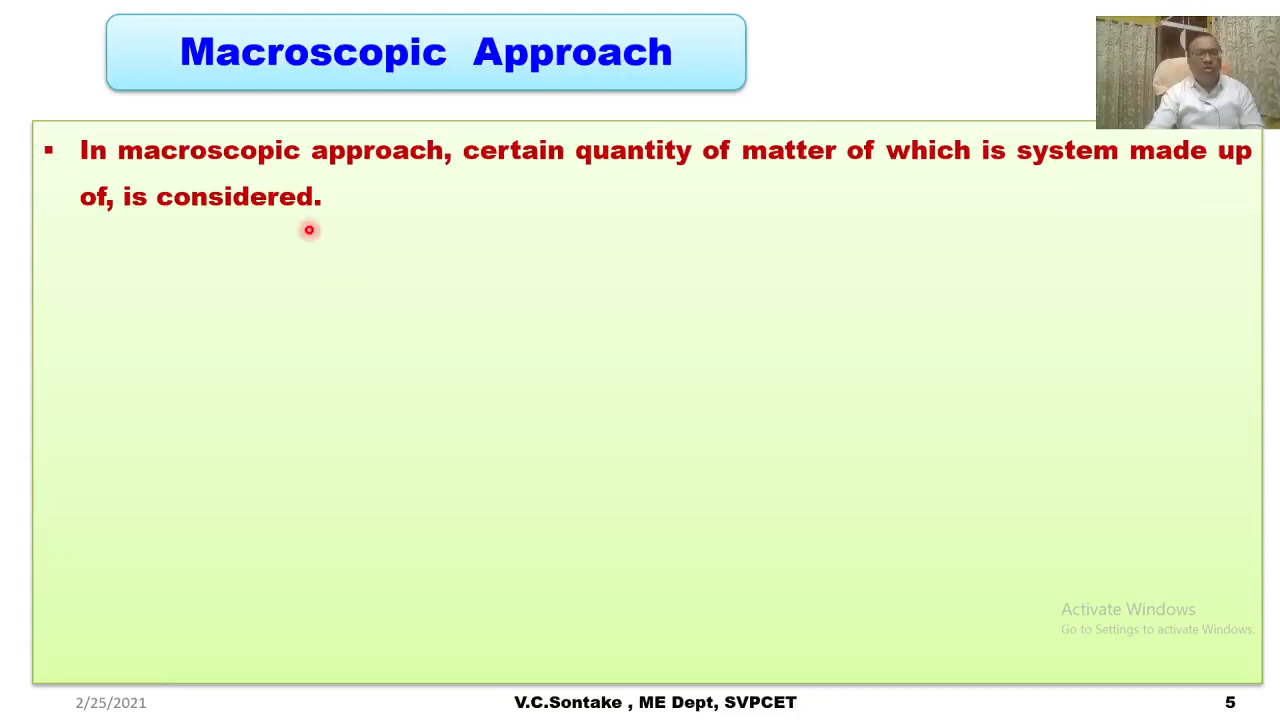 Macroscopic Approach
▪ In macroscopic approach, certain quantity of matter of which is system made up
of, is considered.
Activate Windows
Go to Settings to activate Windows.
2/25/2021
V.C.Sontake , ME Dept, SVPCET
5